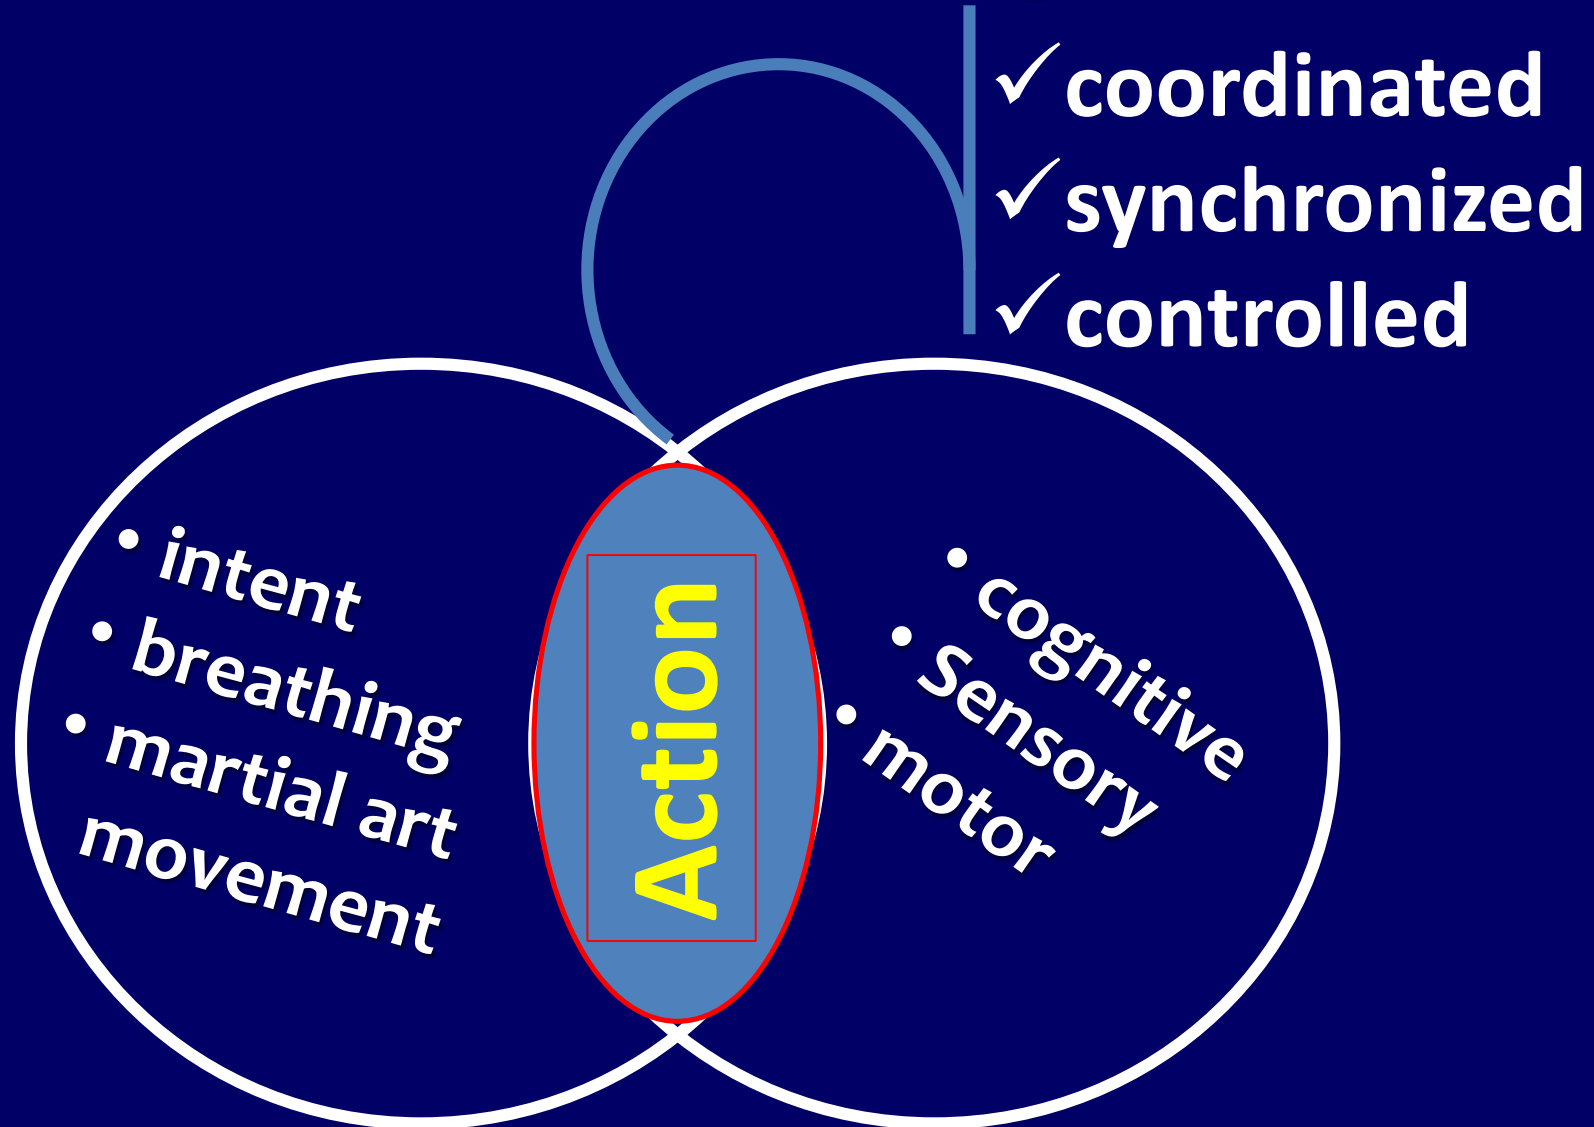 ✓ coordinated
✓ synchronized
✓ controlled
• intent
• breathing
• martial art
movement
Action
• cognitive
• Sensory
• motor